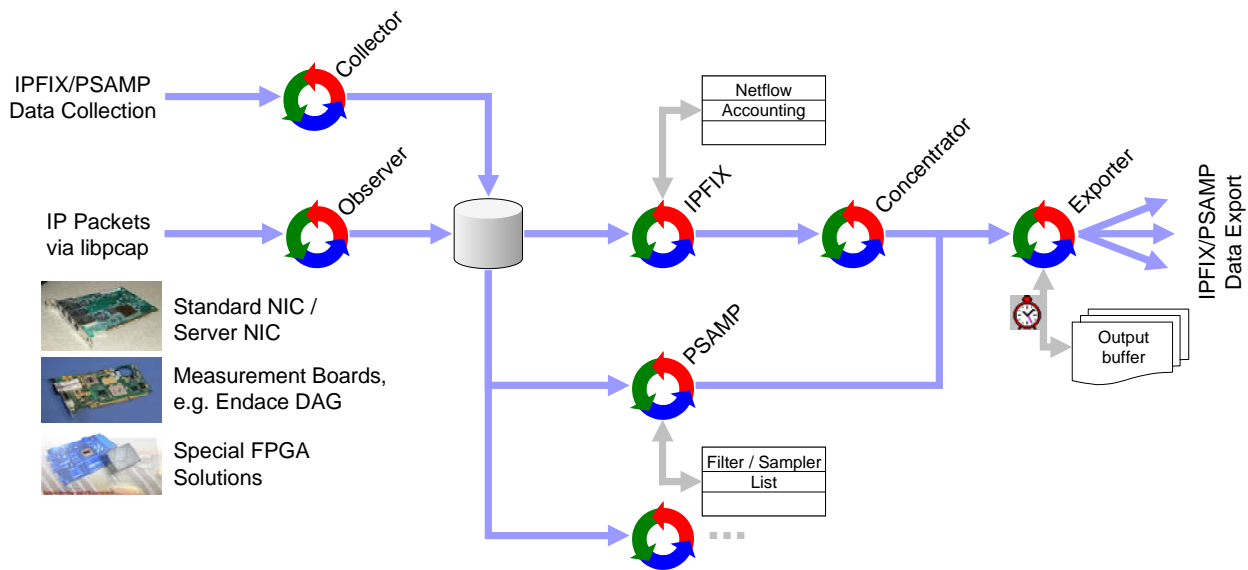 IPFIX/PSAMP
Data Collection
Collector
Netflow
Accounting
IP Packets
via libpcap
Observer
IPFIX
Concentrator
Exporter
IPFIX/PSAMP
Data Export
Standard NIC /
Server NIC
Measurement Boards,
e.g. Endace DAG
Special FPGA
Solutions
PSAMP
Output
buffer
Filter / Sampler
List
....